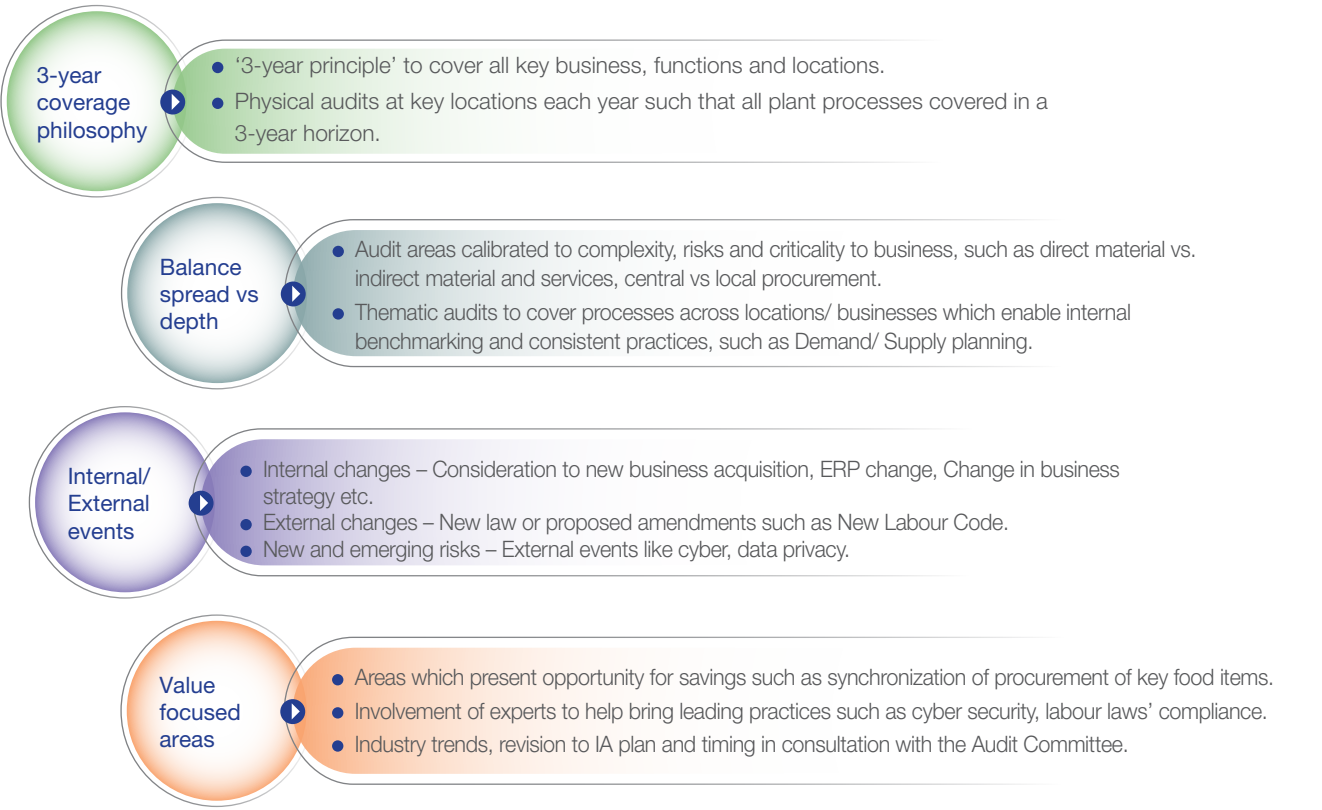 3-year
coverage
philosophy
‘3-year principle’ to cover all key business, functions and locations.
Physical audits at key locations each year such that all plant processes covered in a
3-year horizon.
Balance
spread vs
depth
Audit areas calibrated to complexity, risks and criticality to business, such as direct material vs.
indirect material and services, central vs local procurement.
Thematic audits to cover processes across locations/ businesses which enable internal
benchmarking and consistent practices, such as Demand/ Supply planning.
Internal/
External
events
Internal changes – Consideration to new business acquisition, ERP change, Change in business
strategy etc.
External changes – New law or proposed amendments such as New Labour Code.
New and emerging risks – External events like cyber, data privacy.
Value
focused
areas
Areas which present opportunity for savings such as synchronization of procurement of key food items.
Involvement of experts to help bring leading practices such as cyber security, labour laws’ compliance.
Industry trends, revision to IA plan and timing in consultation with the Audit Committee.